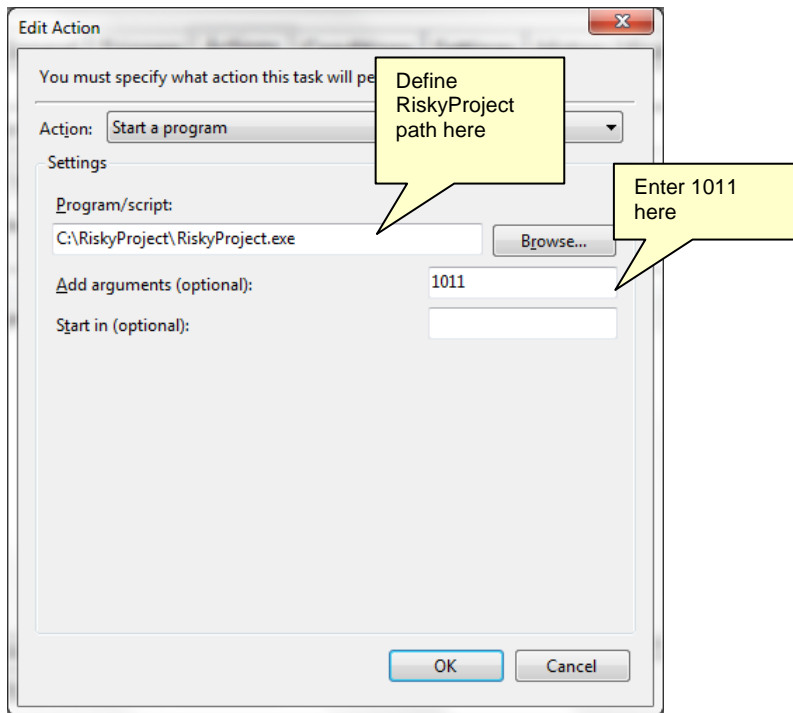 Edit Action
You must specify what action this task will pe
Define
RiskyProject
path here
Action: Start a program
Settings
Enter 1011
here
Program/script:
C:\RiskyProject\RiskyProject.exe
Browse...
Add arguments (optional):
1011
Start in (optional):
OK
Cancel